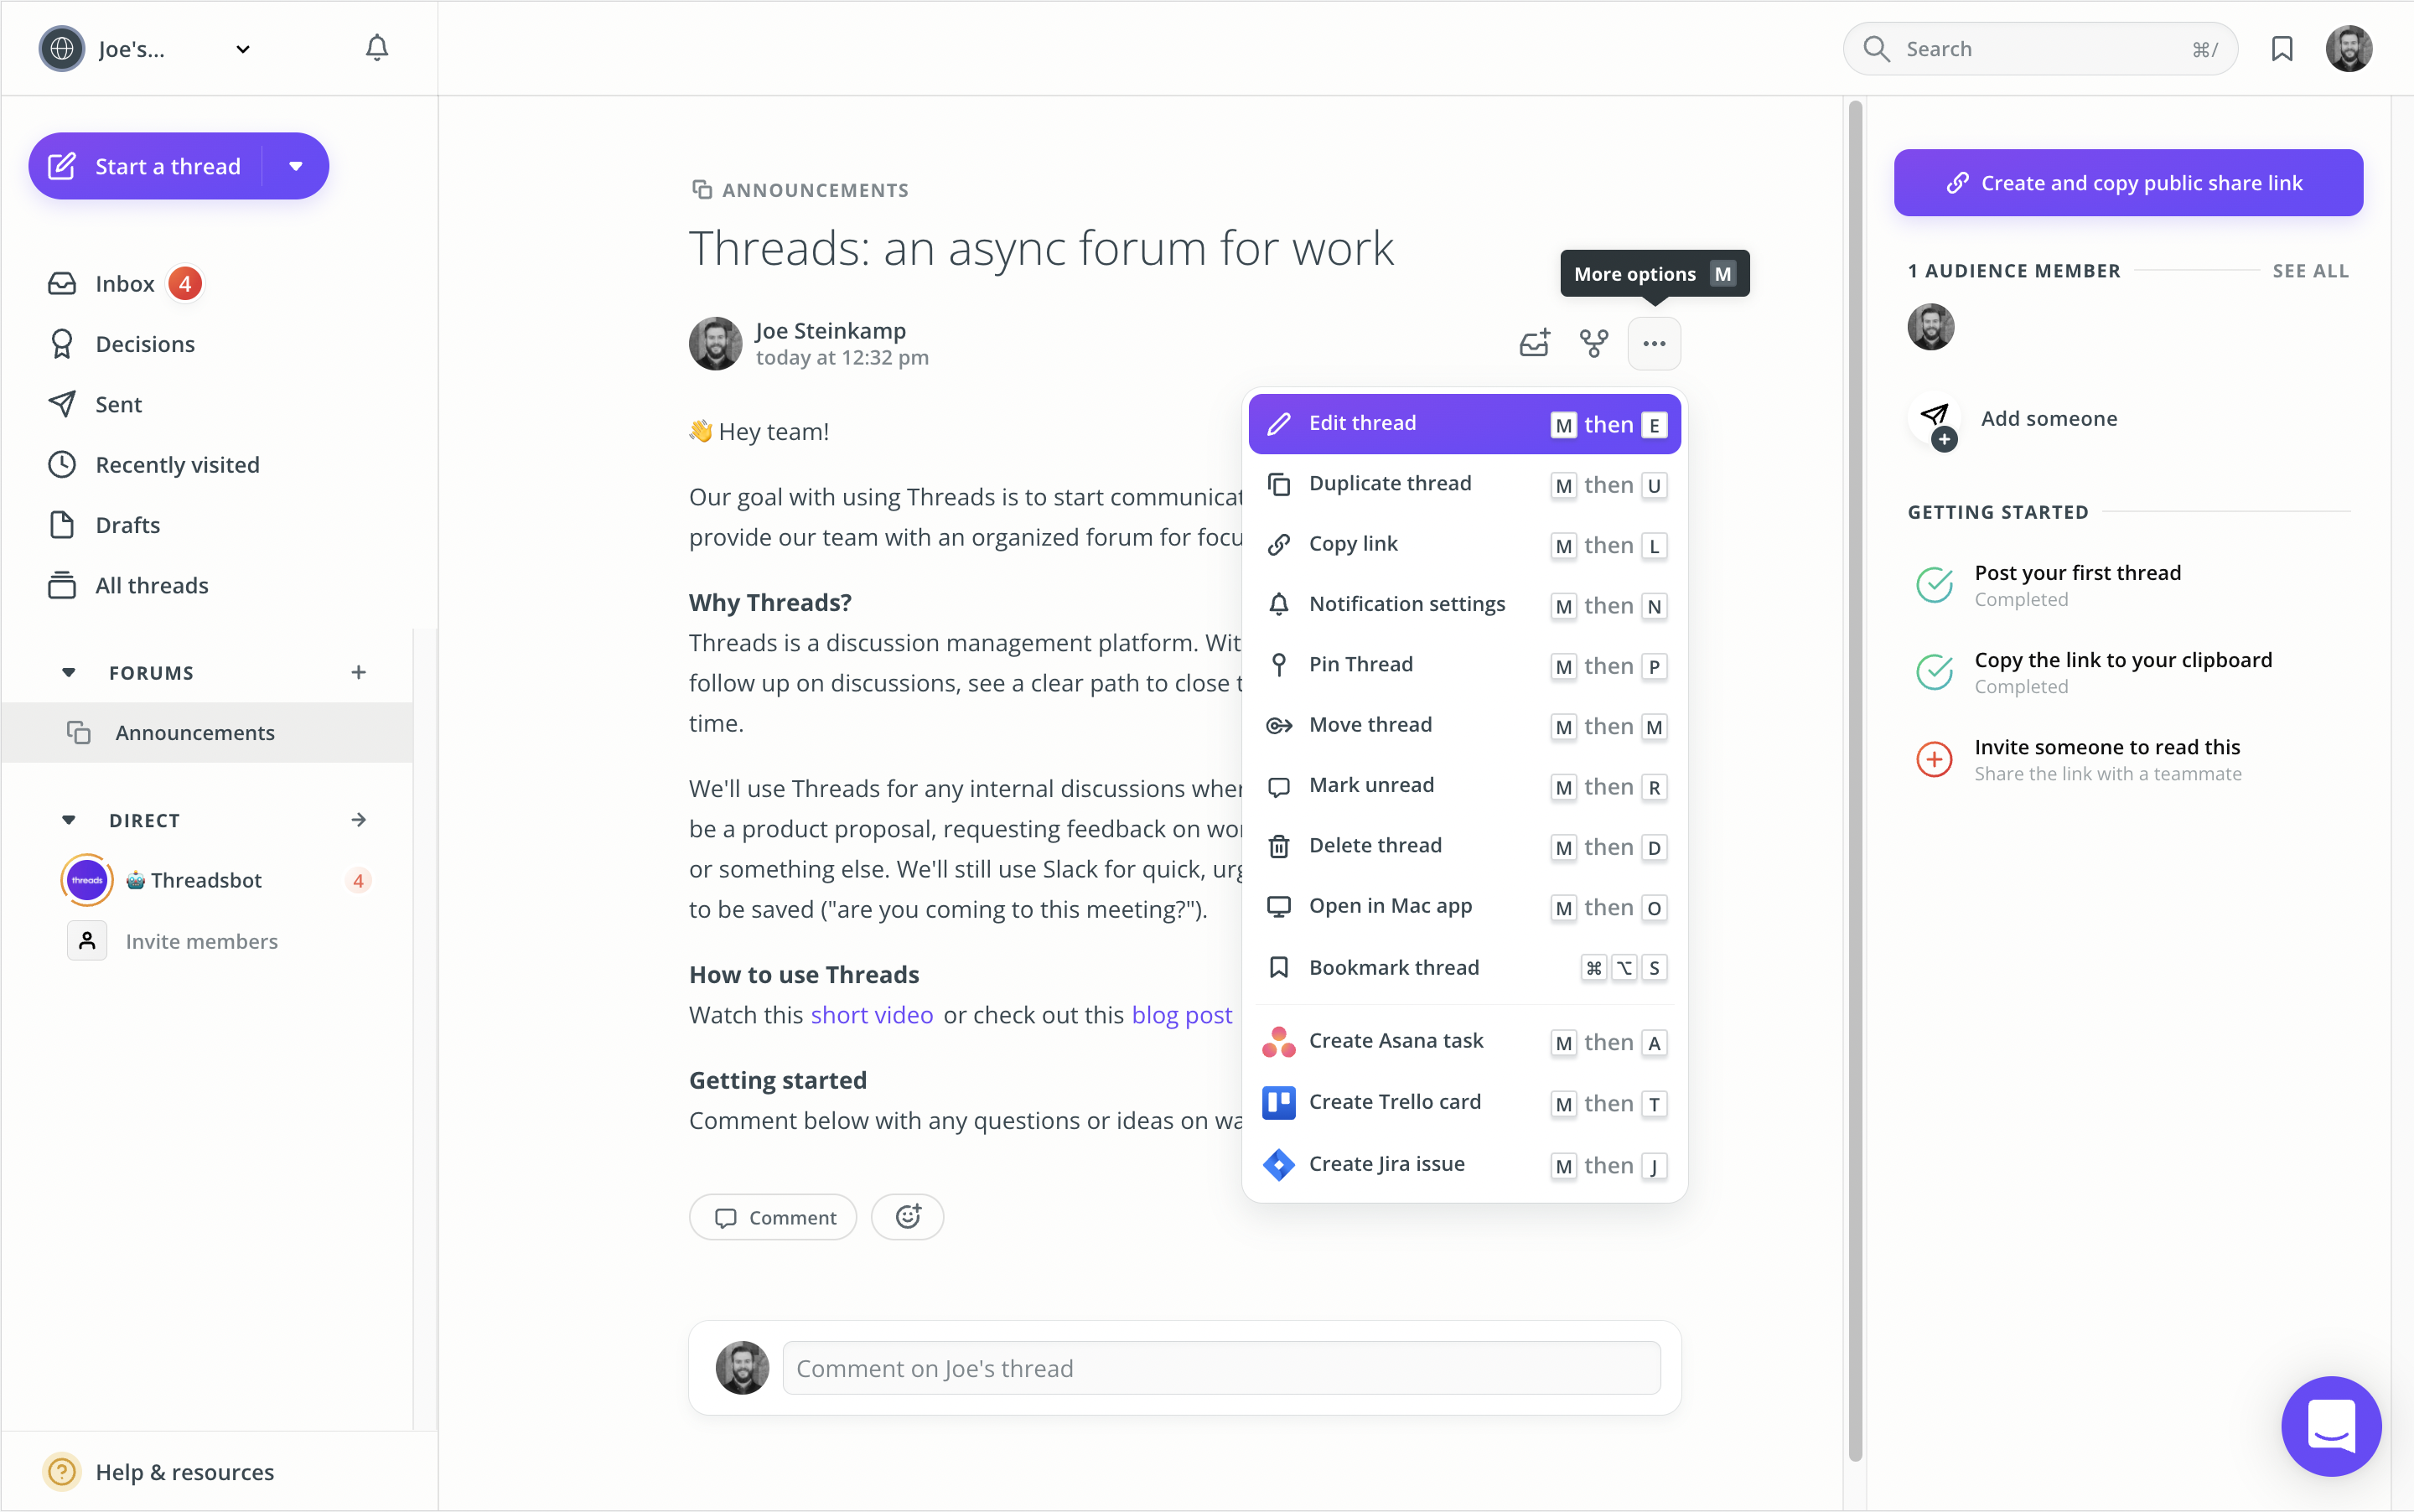 Joe's...
Search ⌘/
Start a thread
Inbox 4
Decisions
Sent
Recently visited
Drafts
All threads
FORUMS
Announcements
DIRECT
threads 🤖 Threadsbot 4
Invite members
Help & resources
ANNOUNCEMENTS
Threads: an async forum for work
More options M
Joe Steinkamp
today at 12:32 pm
👋 Hey team!
Our goal with using Threads is to start communicat
provide our team with an organized forum for focu
Why Threads?
Threads is a discussion management platform. Wit
follow up on discussions, see a clear path to close t
time.
We'll use Threads for any internal discussions wher
be a product proposal, requesting feedback on wor
or something else. We'll still use Slack for quick, urg
to be saved ("are you coming to this meeting?").
How to use Threads
Watch this short video or check out this blog post
Getting started
Comment below with any questions or ideas on wa
Comment
Comment on Joe's thread
Edit thread M then E
Duplicate thread M then U
Copy link M then L
Notification settings M then N
Pin Thread M then P
Move thread M then M
Mark unread M then R
Delete thread M then D
Open in Mac app M then O
Bookmark thread ⌘ ⌥ S
Create Asana task M then A
Create Trello card M then T
Create Jira issue M then J
Create and copy public share link
1 AUDIENCE MEMBER SEE ALL
Add someone
GETTING STARTED
Post your first thread
Completed
Copy the link to your clipboard
Completed
Invite someone to read this
Share the link with a teammate